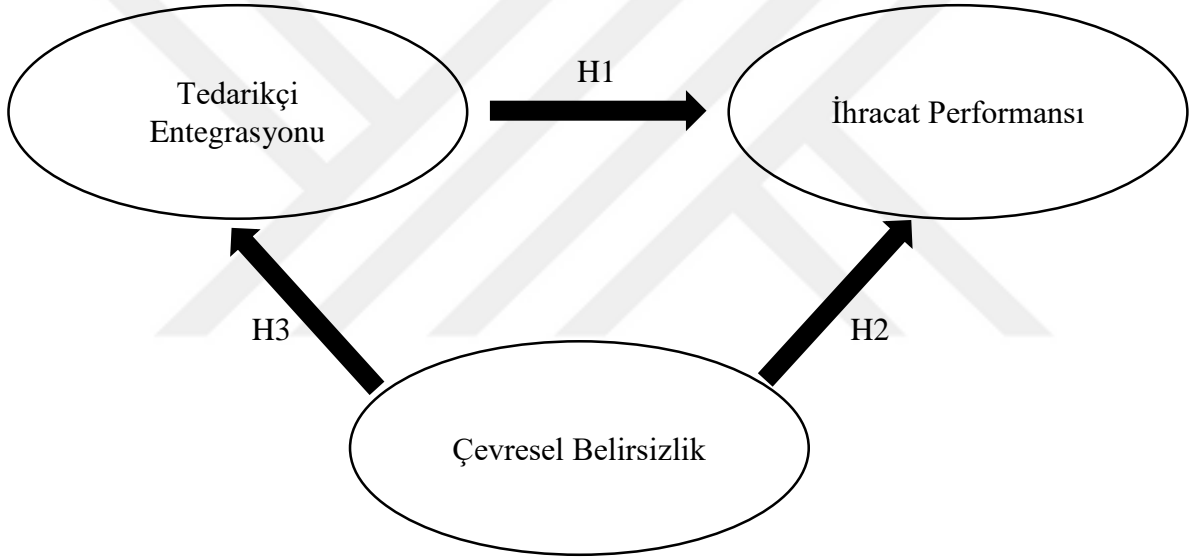 H1
Tedarikçi
Entegrasyonu
İhracat Performansı
H3
H2
Çevresel Belirsizlik